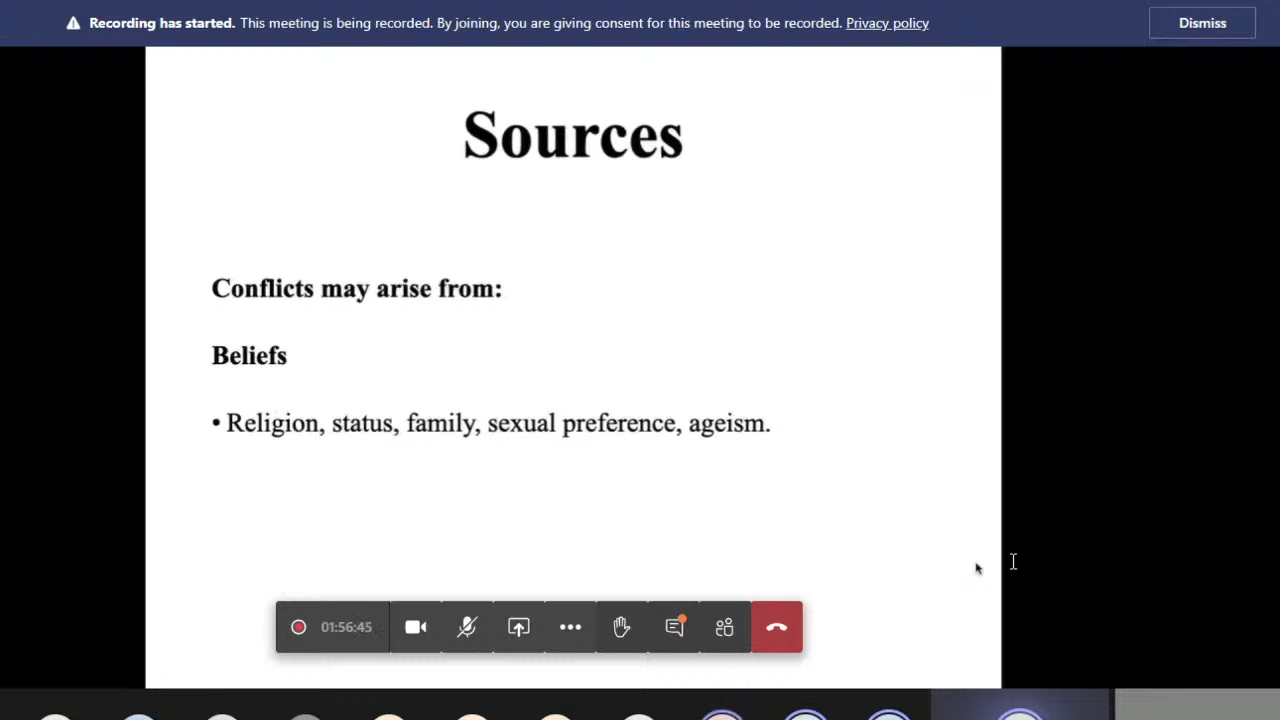 Recording has started. This meeting is being recorded. By joining, you are giving consent for this meeting to be recorded. Privacy policy
Dismiss
Sources
Conflicts may arise from:
Beliefs
• Religion, status, family, sexual preference, ageism.
01:56:45